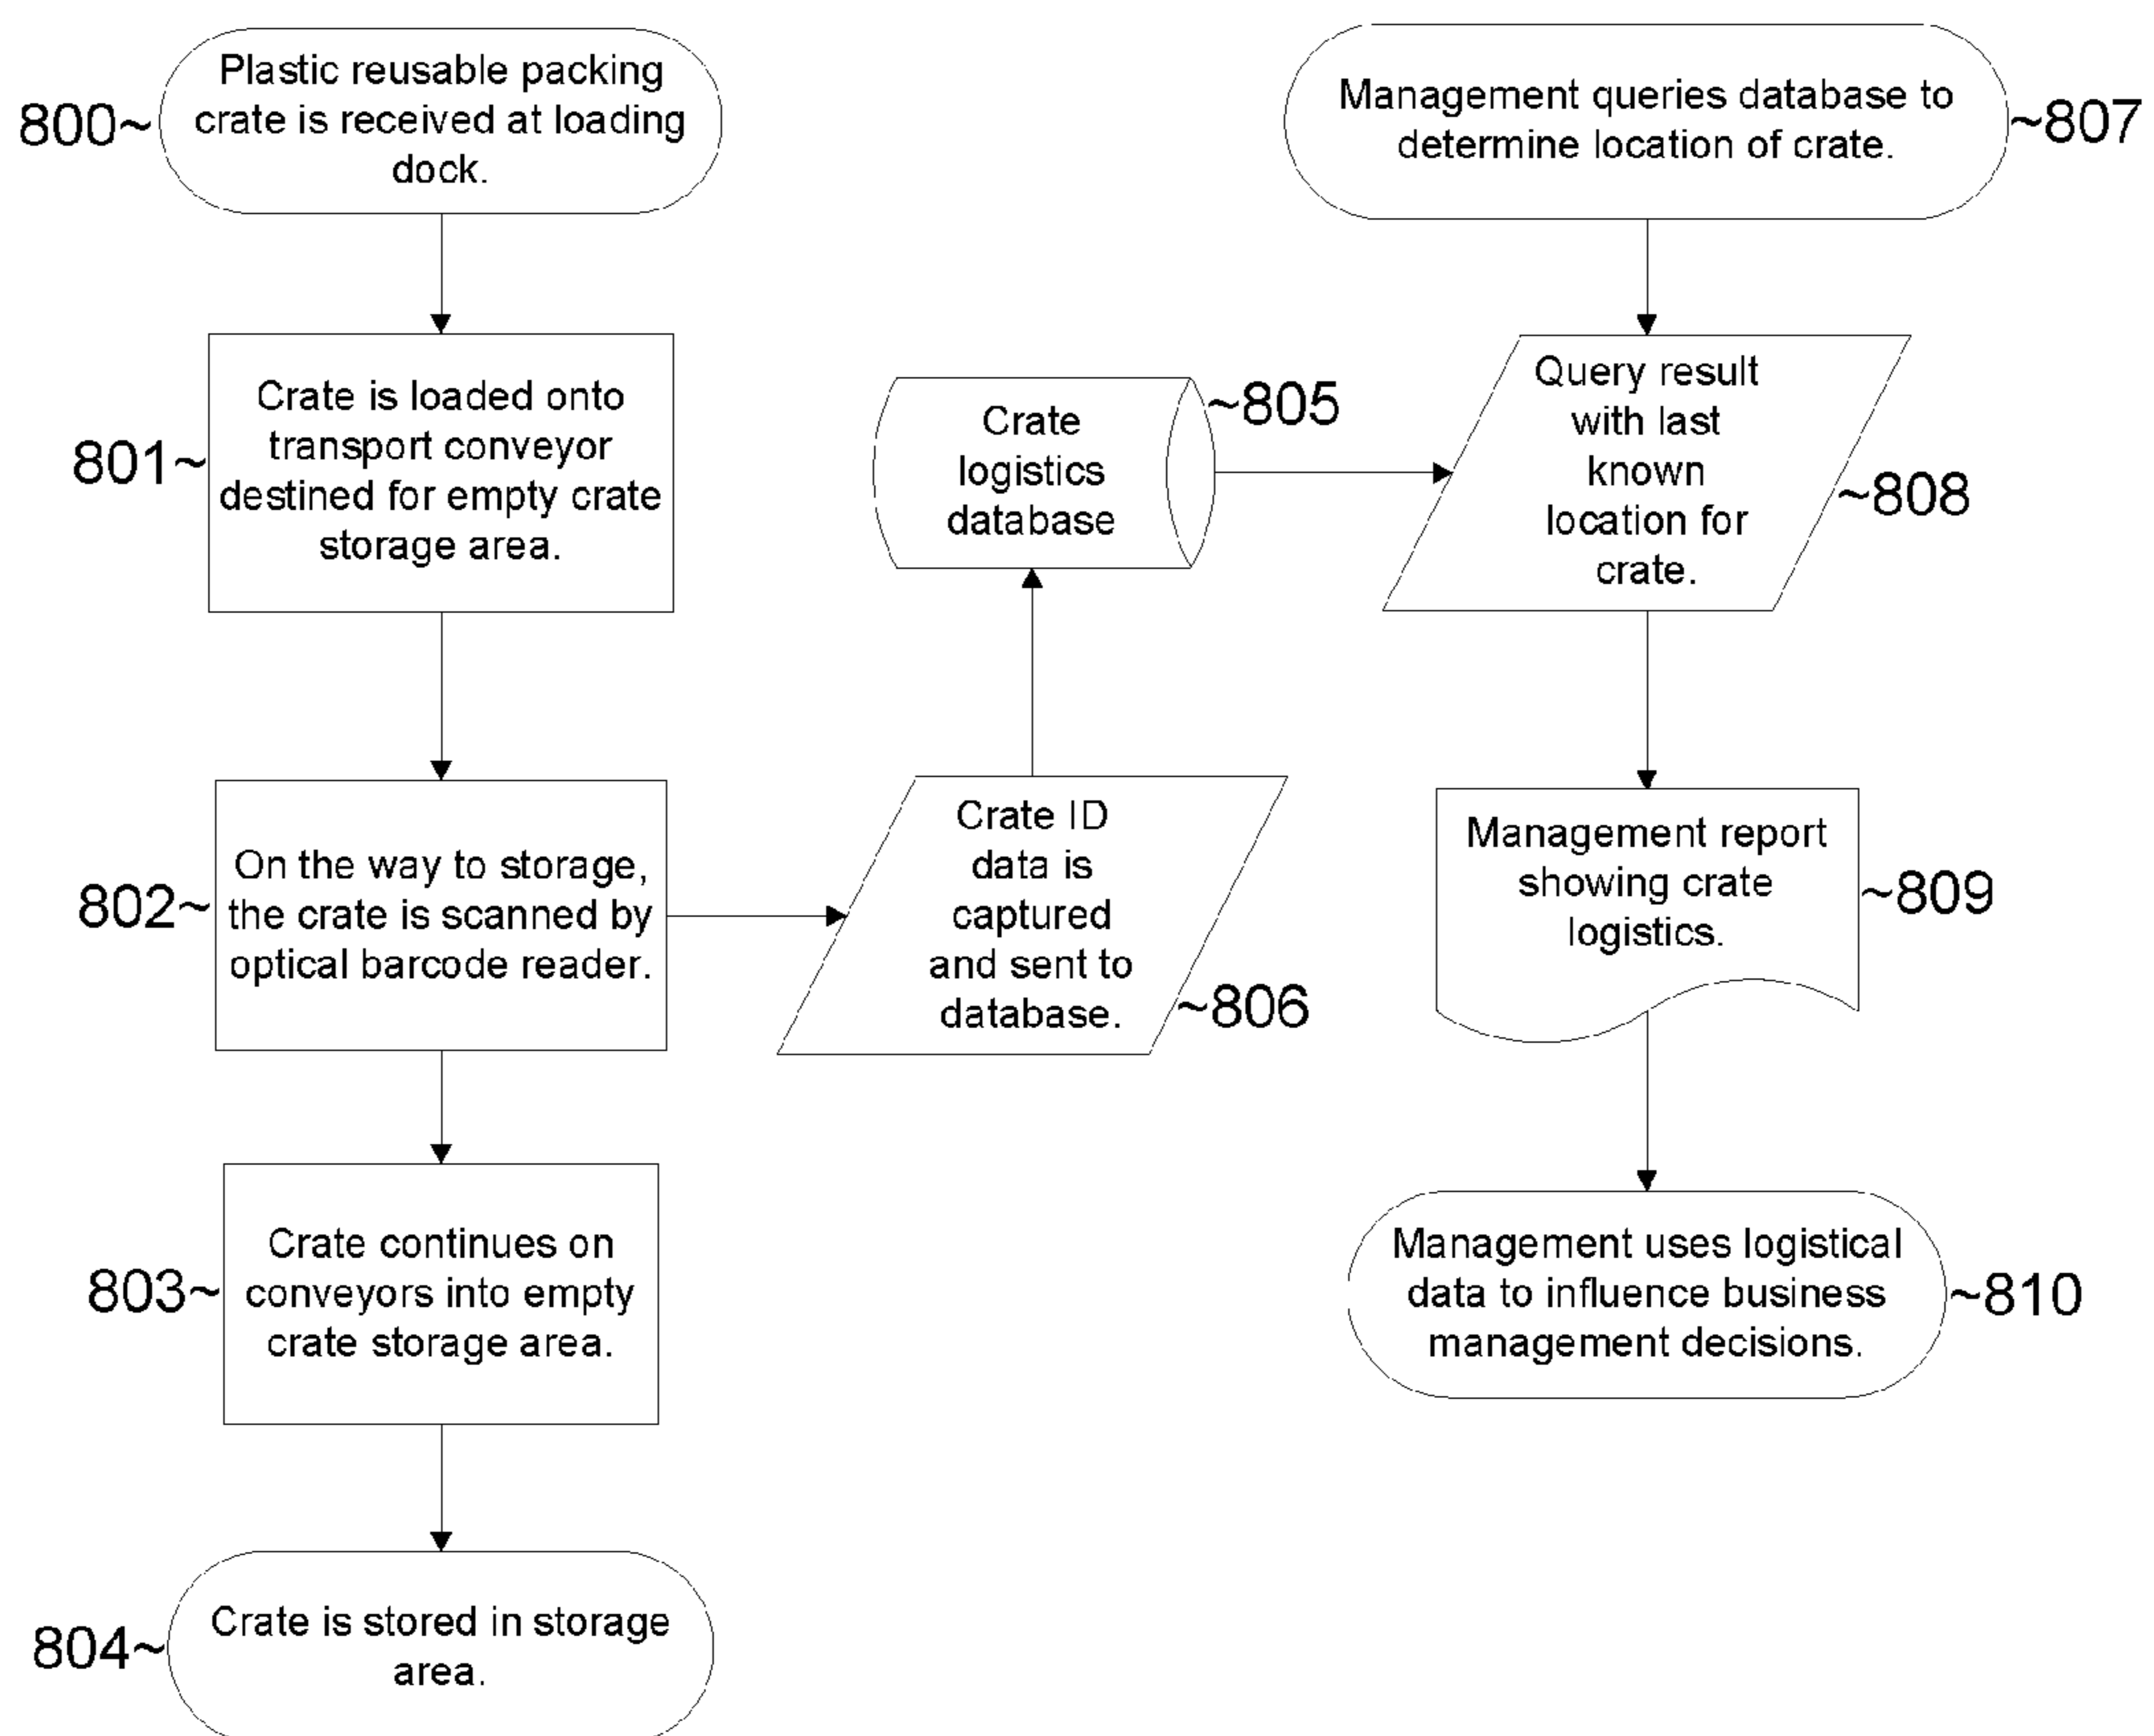 800~
Plastic reusable packing
crate is received at loading
dock.
801~
Crate is loaded onto
transport conveyor
destined for empty crate
storage area.
802~
On the way to storage,
the crate is scanned by
optical barcode reader.
803~
Crate continues on
conveyors into empty
crate storage area.
804~
Crate is stored in storage
area.
Crate
logistics
database
~805
Crate ID
data is
captured
and sent to
database.
~806
Management queries database to
determine location of crate.
~807
Query result
with last
known
location for
crate.
~808
Management report
showing crate
logistics.
~809
Management uses logistical
data to influence business
management decisions.
~810